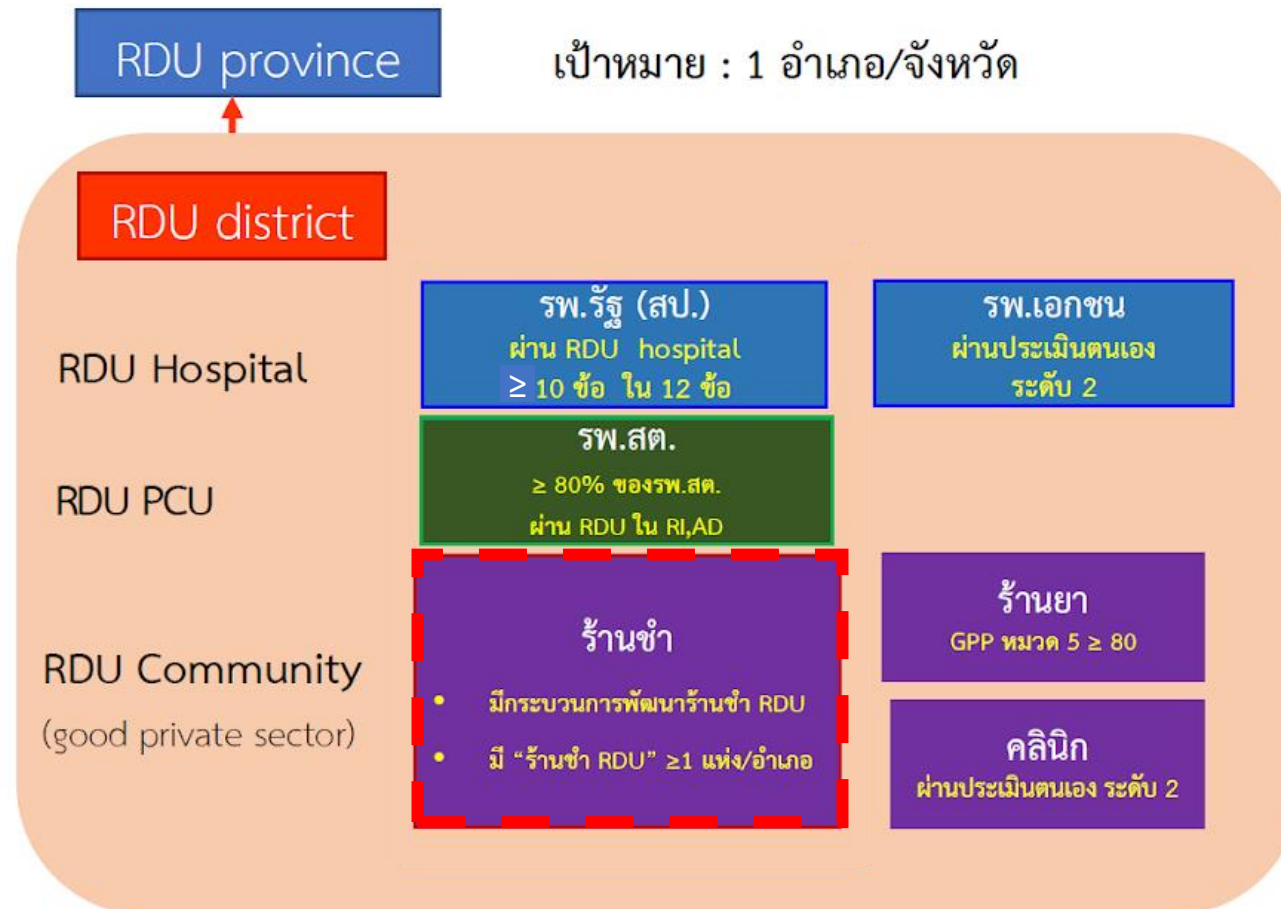 RDU province
เป้าหมาย : 1 อำเภอ/จังหวัด
RDU district
RDU Hospital
รพ.รัฐ (สป.)
ผ่าน RDU hospital
≥ 10 ข้อ ใน 12 ข้อ
รพ.เอกชน
ผ่านประเมินตนเอง
ระดับ 2
RDU PCU
รพ.สต.
≥ 80% ของรพ.สต.
ผ่าน RDU ใน RI,AD
RDU Community
(good private sector)
ร้านชำ
• มีกระบวนการพัฒนาร้านชำ RDU
• มี “ร้านชำ RDU” ≥1 แห่ง/อำเภอ
ร้านยา
GPP หมวด 5 ≥ 80
คลินิก
ผ่านประเมินตนเอง ระดับ 2